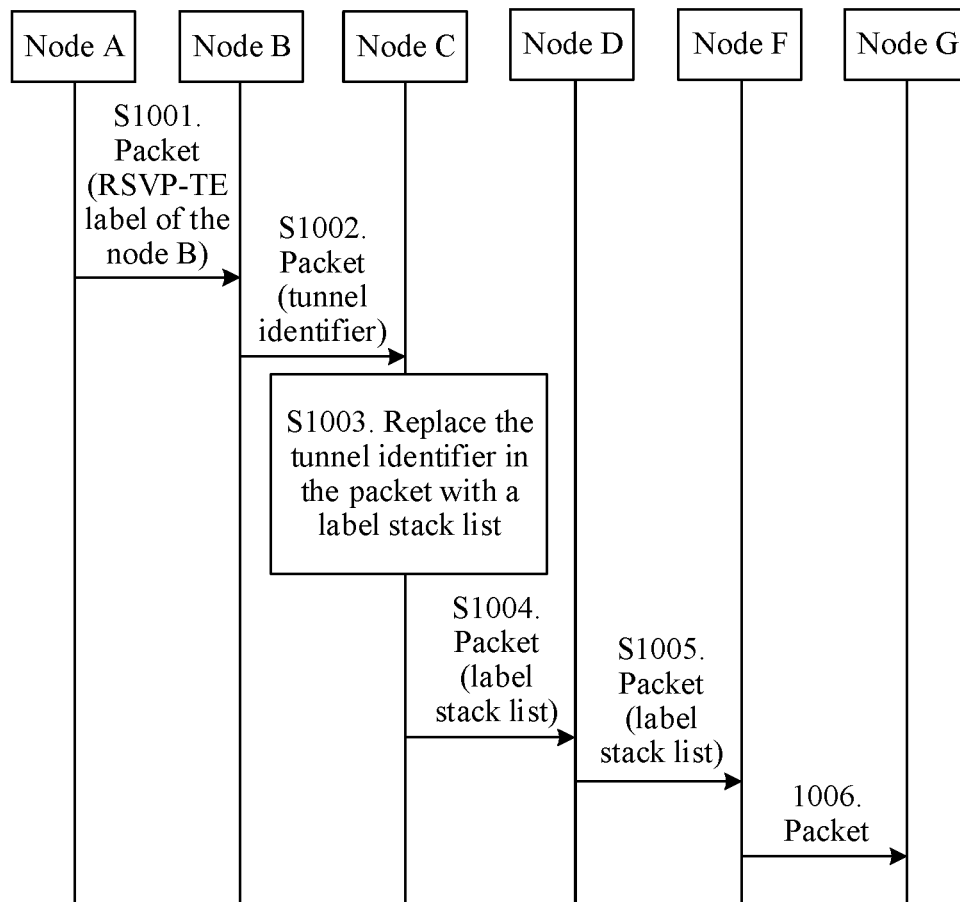 Node A
Node B
Node C
Node D
Node F
Node G
S1001.
Packet
(RSVP-TE
label of the
node B)
S1002.
Packet
(tunnel
identifier)
S1003. Replace the
tunnel identifier in
the packet with a
label stack list
S1004.
Packet
(label
stack list)
S1005.
Packet
(label
stack list)
1006.
Packet